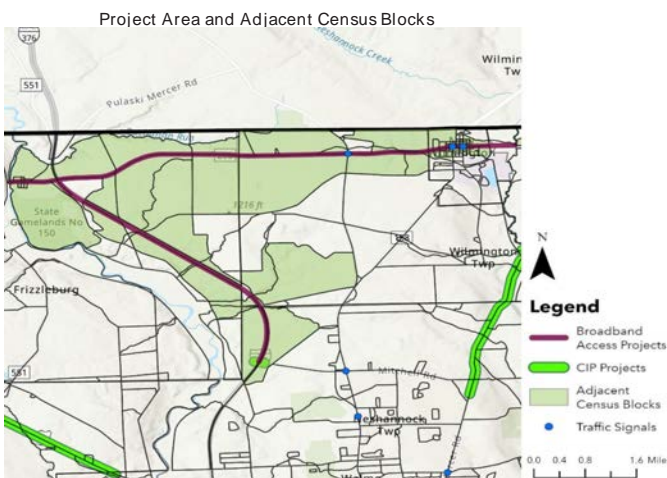 Project Area and Adjacent Census Blocks
376
551
Pulaski Mercer Rd
Neshannock Creek
Wilmin
Tw
Run
State
Gamelands No
150
1216 ft
Wilmington
Twp
Frizzleburg
551
Mitchell Rd
Neshannock
Twp
N
Legend
Broadband
Access Projects
CIP Projects
Adjacent
Census Blocks
Traffic Signals
0.0 0.4 0.8 1.6 Mile